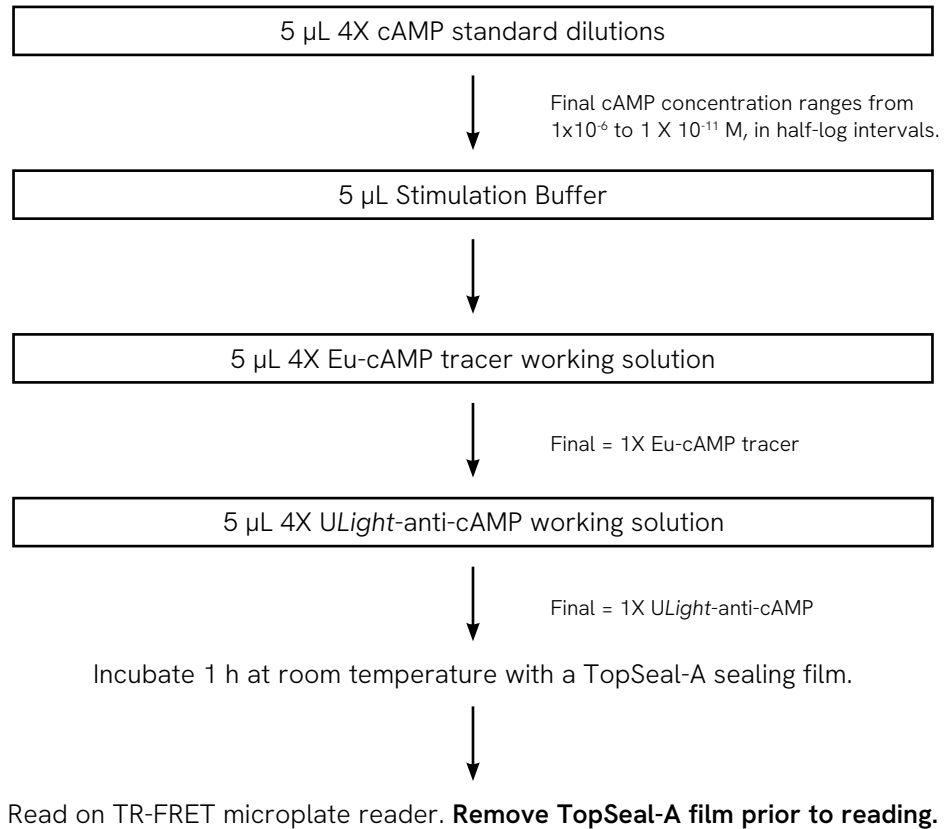 5 µL 4X cAMP standard dilutions
Final cAMP concentration ranges from
1x10⁻⁶ to 1 X 10⁻¹¹ M, in half-log intervals.
5 µL Stimulation Buffer
5 µL 4X Eu-cAMP tracer working solution
Final = 1X Eu-cAMP tracer
5 µL 4X ULight-anti-cAMP working solution
Final = 1X ULight-anti-cAMP
Incubate 1 h at room temperature with a TopSeal-A sealing film.
Read on TR-FRET microplate reader. Remove TopSeal-A film prior to reading.